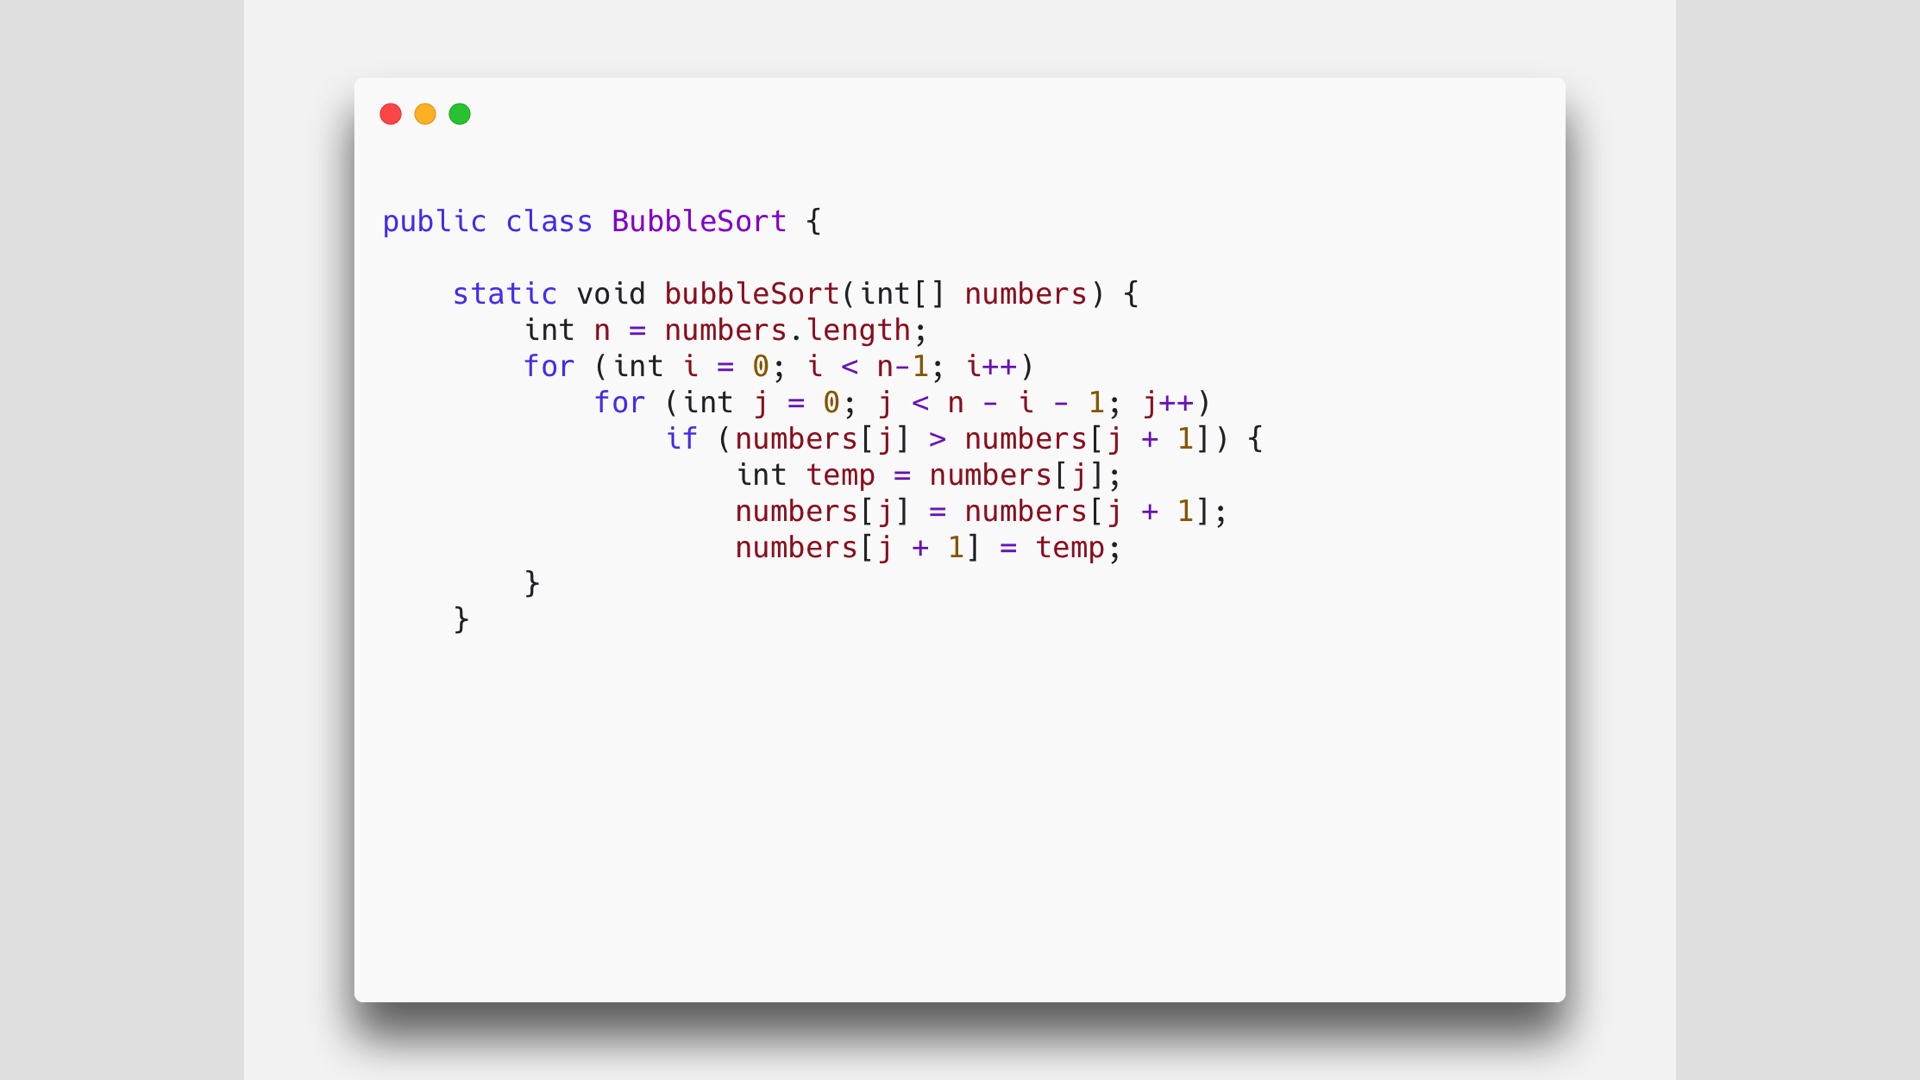 public class BubbleSort {
static void bubbleSort(int[] numbers) {
int n = numbers.length;
for (int i = 0; i < n-1; i++)
for (int j = 0; j < n - i - 1; j++)
if (numbers[j] > numbers[j + 1]) {
int temp = numbers[j];
numbers[j] = numbers[j + 1];
numbers[j + 1] = temp;
}
}